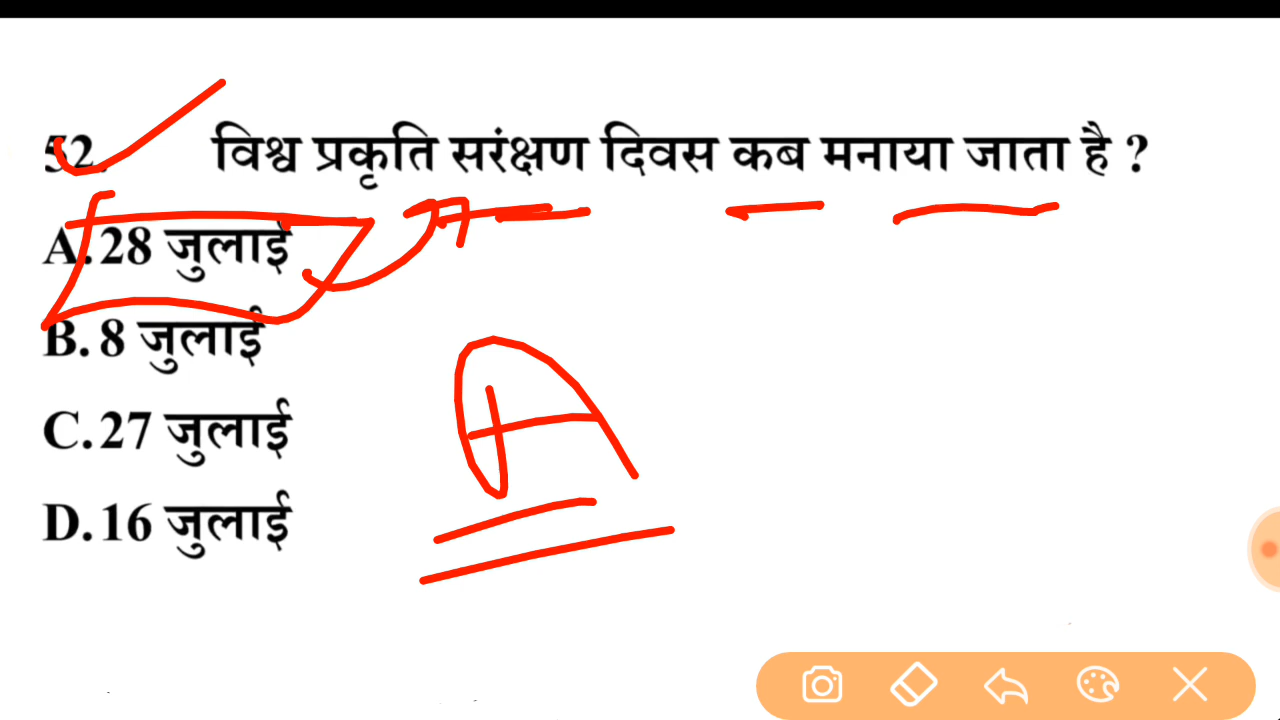 52. विश्व प्रकृति सरंक्षण दिवस कब मनाया जाता है ?
A. 28 जुलाई
B. 8 जुलाई
C. 27 जुलाई
D. 16 जुलाई
A